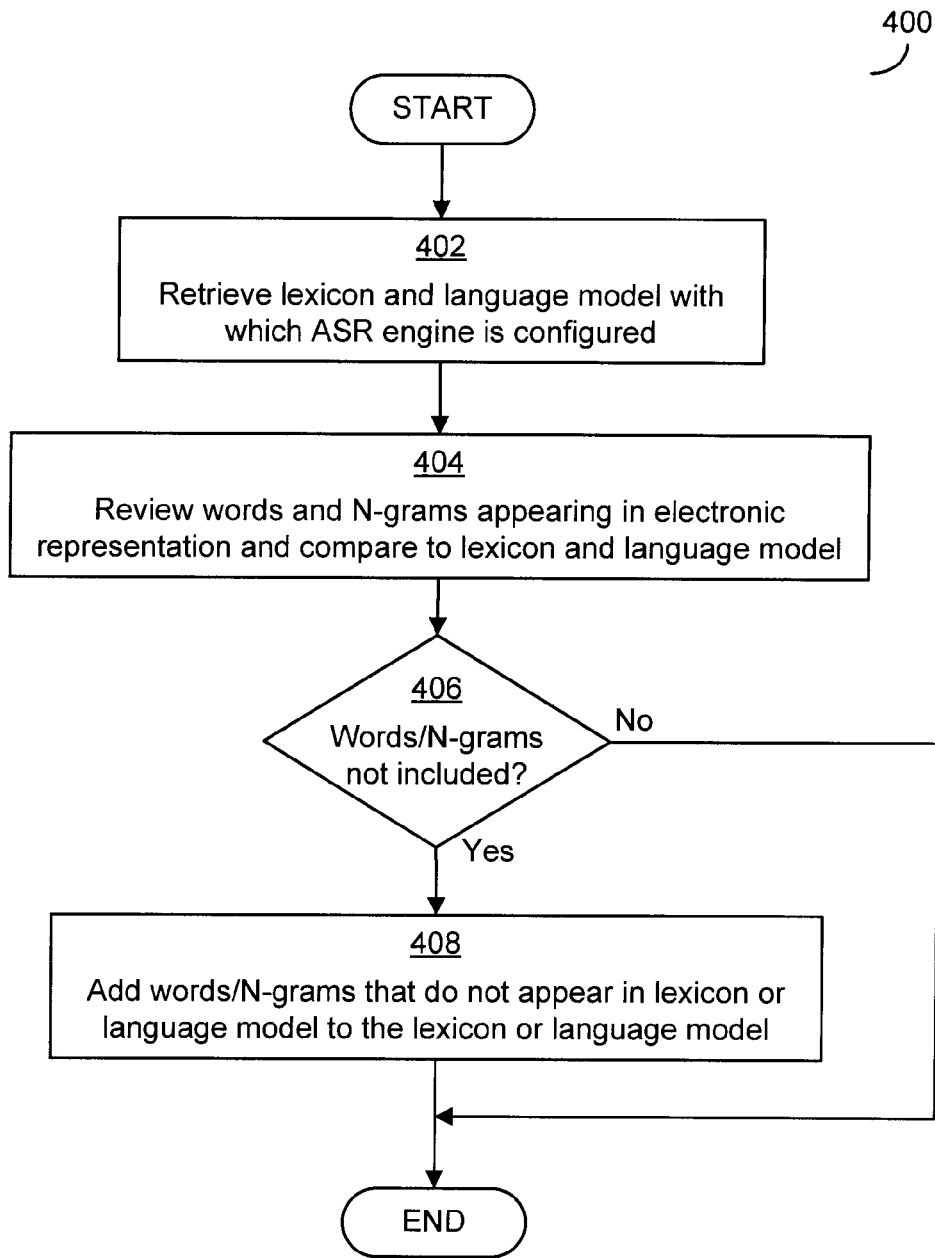 400
START
402
Retrieve lexicon and language model with
which ASR engine is configured
404
Review words and N-grams appearing in electronic
representation and compare to lexicon and language model
406
Words/N-grams
not included?
No
Yes
408
Add words/N-grams that do not appear in lexicon or
language model to the lexicon or language model
END